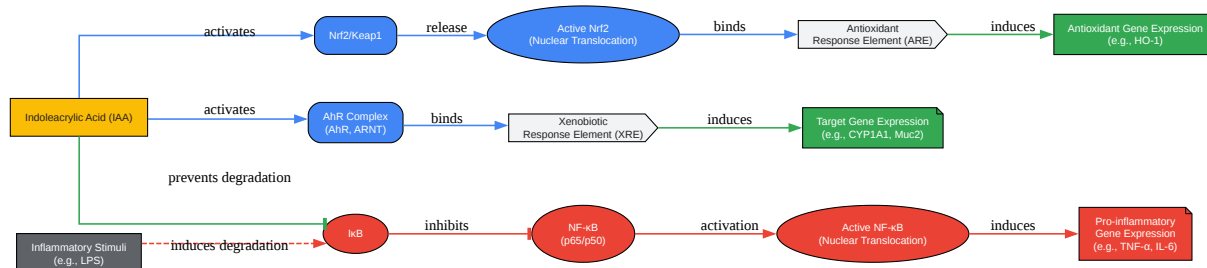 activates
Nrf2/Keap1
release
Active Nrf2
(Nuclear Translocation)
binds
Antioxidant
Response Element (ARE)
induces
Antioxidant Gene Expression
(e.g., HO-1)
Indoleacrylic Acid (IAA)
activates
AhR Complex
(AhR, ARNT)
binds
Xenobiotic
Response Element (XRE)
induces
Target Gene Expression
(e.g., CYP1A1, Muc2)
prevents degradation
Inflammatory Stimuli
(e.g., LPS)
induces degradation
IκB
inhibits
NF-κB
(p65/p50)
activation
Active NF-κB
(Nuclear Translocation)
induces
Pro-inflammatory
Gene Expression
(e.g., TNF-α, IL-6)